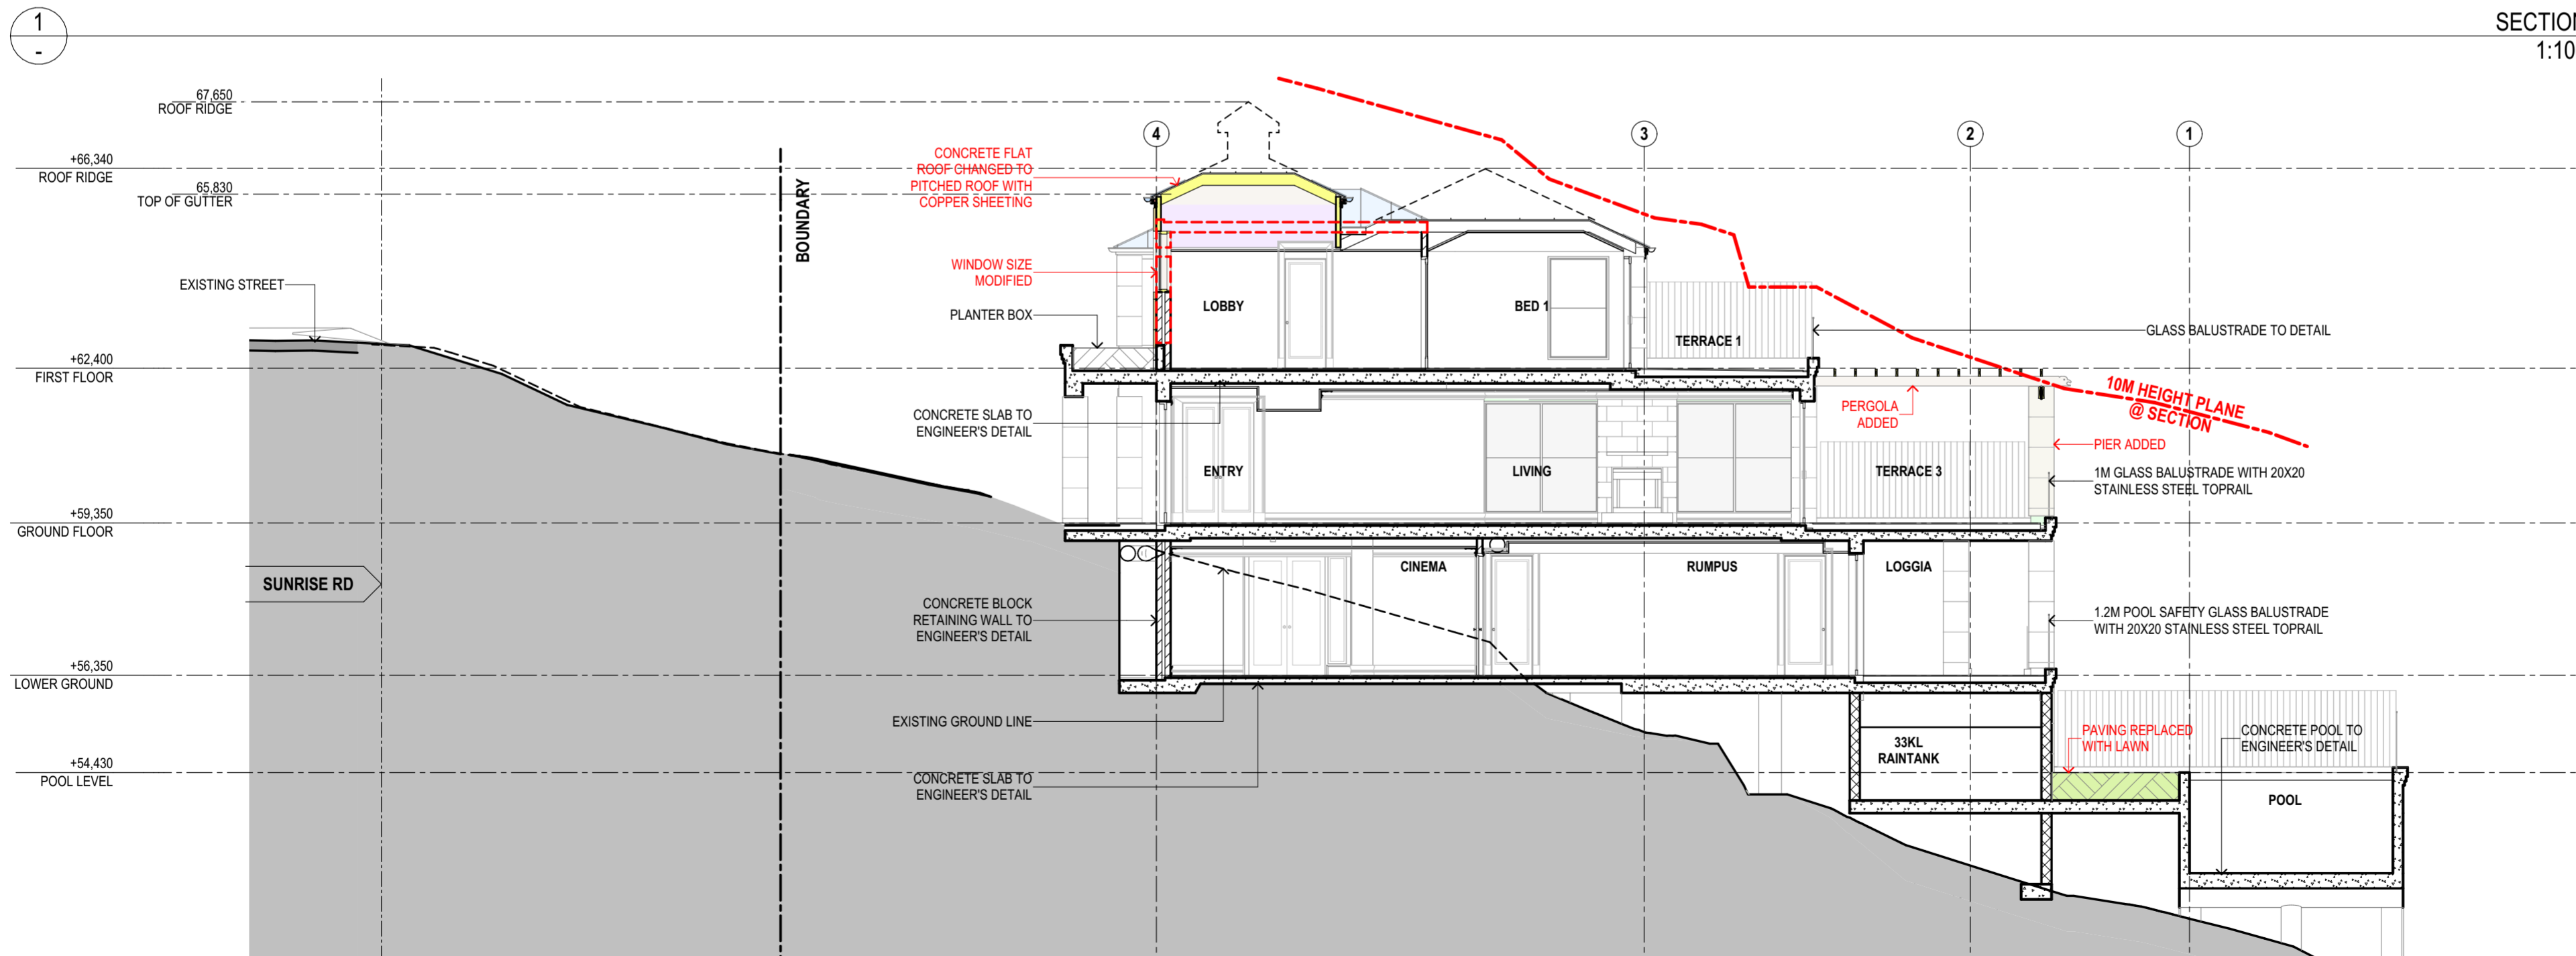 1
-
SECTION
1:10
67,650
ROOF RIDGE
+66,340
ROOF RIDGE
65,830
TOP OF GUTTER
BOUNDARY
CONCRETE FLAT
ROOF CHANGED TO
PITCHED ROOF WITH
COPPER SHEETING
4
3
2
1
WINDOW SIZE
MODIFIED
EXISTING STREET
PLANTER BOX
LOBBY
BED 1
TERRACE 1
GLASS BALUSTRADE TO DETAIL
+62,400
FIRST FLOOR
CONCRETE SLAB TO
ENGINEER'S DETAIL
PERGOLA
ADDED
10M HEIGHT PLANE
@ SECTION
PIER ADDED
ENTRY
LIVING
TERRACE 3
1M GLASS BALUSTRADE WITH 20X20
STAINLESS STEEL TOPRAIL
+59,350
GROUND FLOOR
SUNRISE RD
CINEMA
RUMPUS
LOGGIA
CONCRETE BLOCK
RETAINING WALL TO
ENGINEER'S DETAIL
1.2M POOL SAFETY GLASS BALUSTRADE
WITH 20X20 STAINLESS STEEL TOPRAIL
+56,350
LOWER GROUND
EXISTING GROUND LINE
33KL
RAINTANK
PAVING REPLACED
WITH LAWN
CONCRETE POOL TO
ENGINEER'S DETAIL
+54,430
POOL LEVEL
CONCRETE SLAB TO
ENGINEER'S DETAIL
POOL